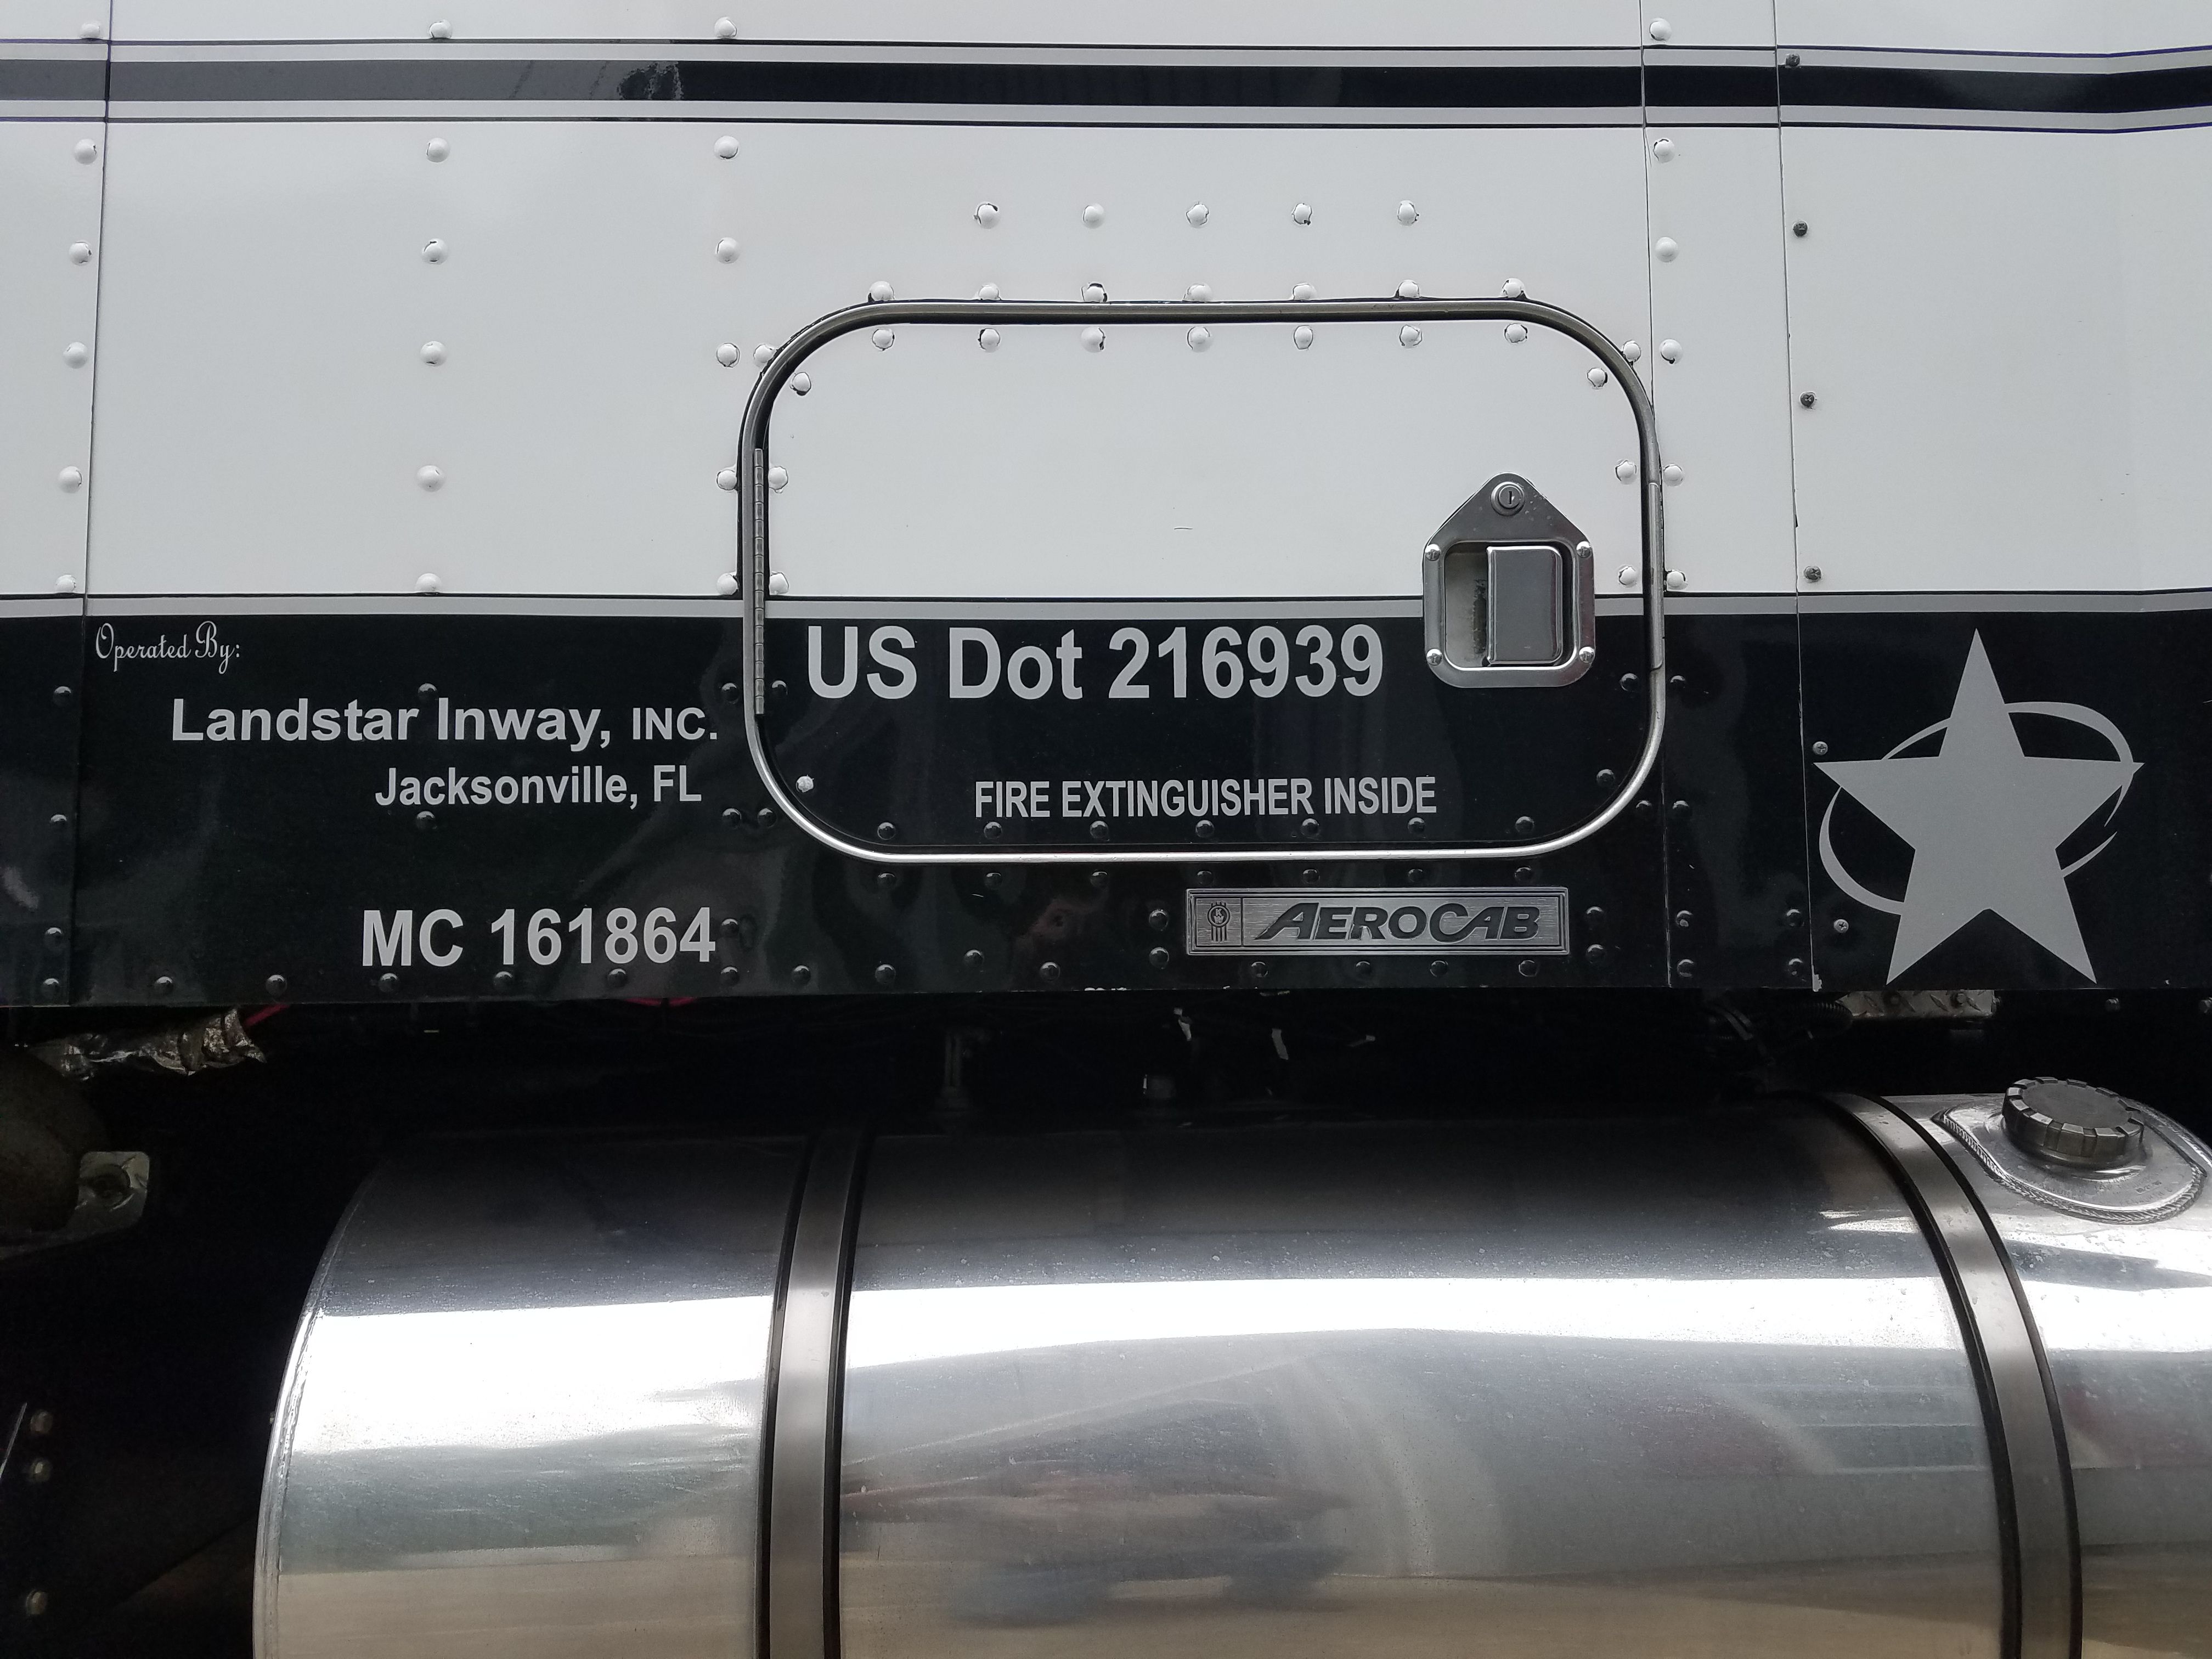 Operated By:
Landstar Inway, INC.
Jacksonville, FL
MC 161864
US Dot 216939
FIRE EXTINGUISHER INSIDE
AEROCAB